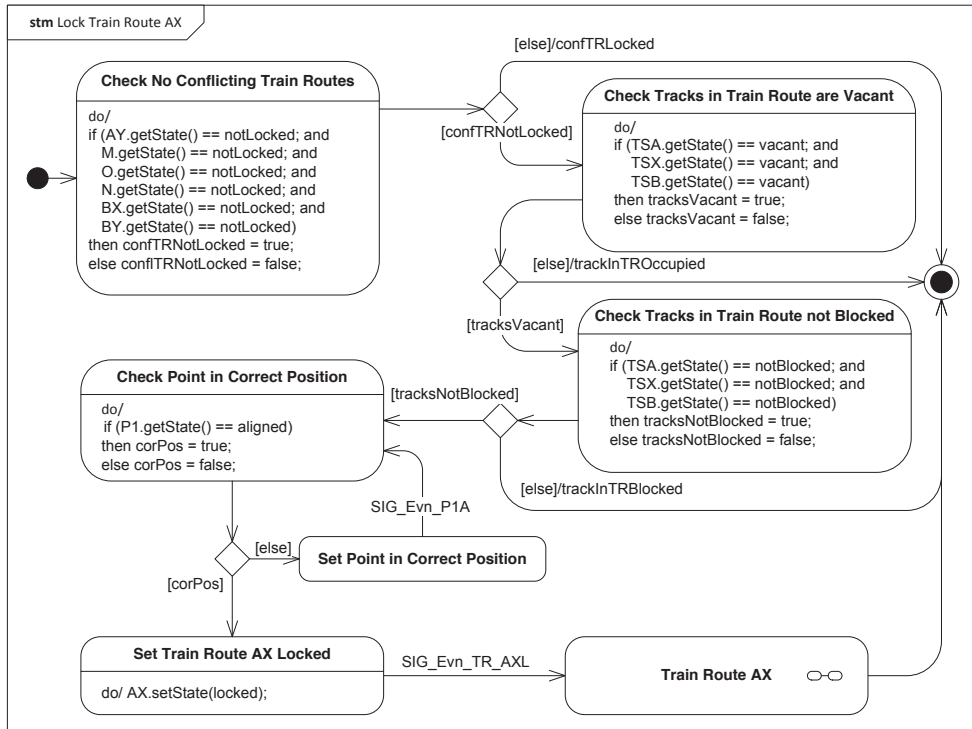 stm Lock Train Route AX
[else]/confTRLocked
Check No Conflicting Train Routes
do/
if (AY.getState() == notLocked; and
M.getState() == notLocked; and
O.getState() == notLocked; and
N.getState() == notLocked; and
BX.getState() == notLocked; and
BY.getState() == notLocked)
then confTRNotLocked = true;
else conflTRNotLocked = false;
[confTRNotLocked]
Check Tracks in Train Route are Vacant
do/
if (TSA.getState() == vacant; and
TSX.getState() == vacant; and
TSB.getState() == vacant)
then tracksVacant = true;
else tracksVacant = false;
[else]/trackInTROccupied
[tracksVacant]
Check Tracks in Train Route not Blocked
do/
if (TSA.getState() == notBlocked; and
TSX.getState() == notBlocked; and
TSB.getState() == notBlocked)
then tracksNotBlocked = true;
else tracksNotBlocked = false;
[tracksNotBlocked]
[else]/trackInTRBlocked
Check Point in Correct Position
do/
if (P1.getState() == aligned)
then corPos = true;
else corPos = false;
SIG_Evn_P1A
[else]
Set Point in Correct Position
[corPos]
Set Train Route AX Locked
do/ AX.setState(locked);
SIG_Evn_TR_AXL
Train Route AX